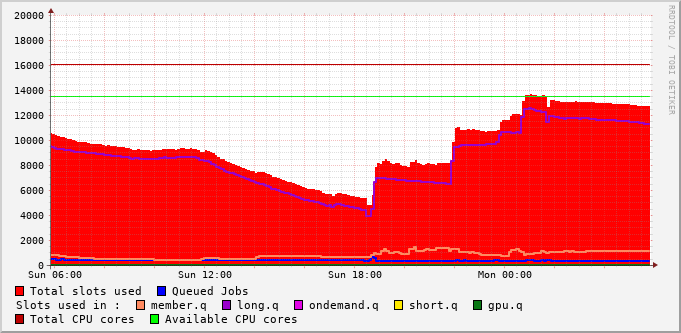 20000
18000
16000
14000
12000
10000
8000
6000
4000
2000
0
Sun 06:00 Sun 12:00 Sun 18:00 Mon 00:00
Total slots used Queued Jobs
Slots used in : member.q long.q ondemand.q short.q gpu.q
Total CPU cores Available CPU cores
RRDTOOL / TOBI OETIKER